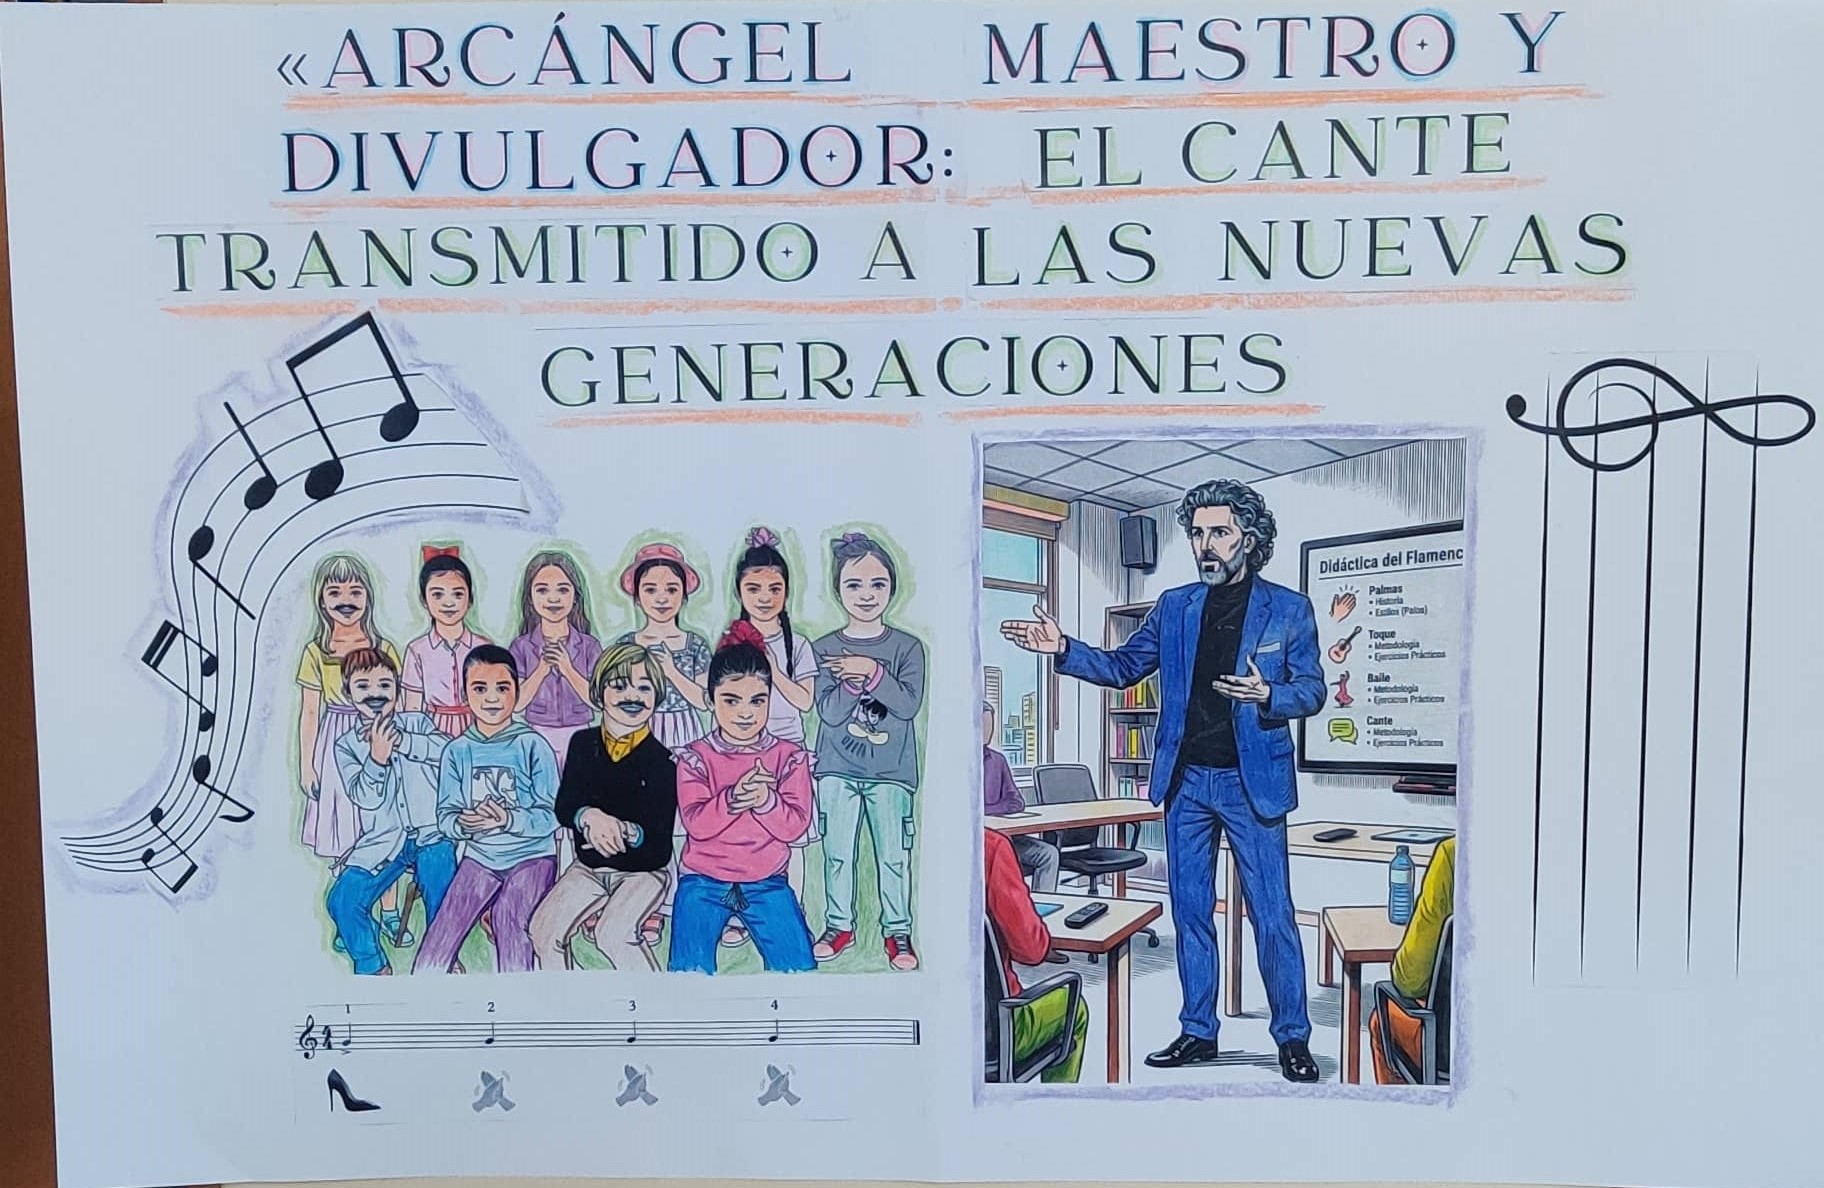 «ARCÁNGEL MAESTRO Y
DIVULGADOR: EL CANTE
TRANSMITIDO A LAS NUEVAS
GENERACIONES
Didáctica del Flamenc
Palmas
• Historia
• Estilos (Palos)
Toque
• Metodología
• Ejercicios Prácticos
Baile
• Metodología
• Ejercicios Prácticos
Cante
• Metodología
• Ejercicios Prácticos
1 2 3 4